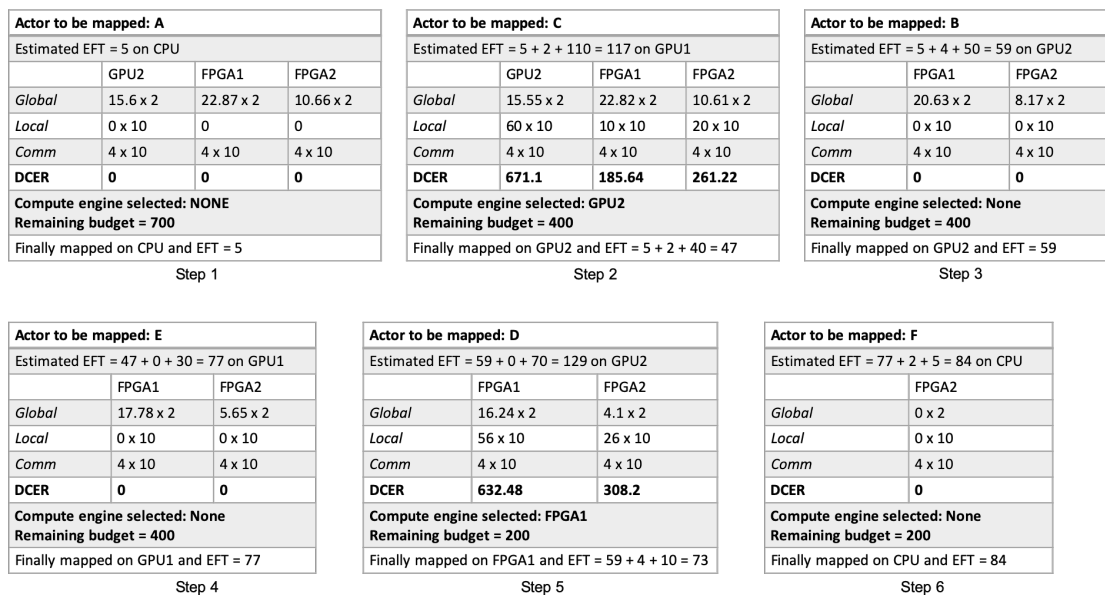 Actor to be mapped: A
Estimated EFT = 5 on CPU
GPU2 FPGA1 FPGA2
Global 15.6 x 2 22.87 x 2 10.66 x 2
Local 0 x 10 0 0
Comm 4 x 10 4 x 10 4 x 10
DCER 0 0 0
Compute engine selected: NONE
Remaining budget = 700
Finally mapped on CPU and EFT = 5
Step 1
Actor to be mapped: C
Estimated EFT = 5 + 2 + 110 = 117 on GPU1
GPU2 FPGA1 FPGA2
Global 15.55 x 2 22.82 x 2 10.61 x 2
Local 60 x 10 10 x 10 20 x 10
Comm 4 x 10 4 x 10 4 x 10
DCER 671.1 185.64 261.22
Compute engine selected: GPU2
Remaining budget = 400
Finally mapped on GPU2 and EFT = 5 + 2 + 40 = 47
Step 2
Actor to be mapped: B
Estimated EFT = 5 + 4 + 50 = 59 on GPU2
FPGA1 FPGA2
Global 20.63 x 2 8.17 x 2
Local 0 x 10 0 x 10
Comm 4 x 10 4 x 10
DCER 0 0
Compute engine selected: None
Remaining budget = 400
Finally mapped on GPU2 and EFT = 59
Step 3
Actor to be mapped: E
Estimated EFT = 47 + 0 + 30 = 77 on GPU1
FPGA1 FPGA2
Global 17.78 x 2 5.65 x 2
Local 0 x 10 0 x 10
Comm 4 x 10 4 x 10
DCER 0 0
Compute engine selected: None
Remaining budget = 400
Finally mapped on GPU1 and EFT = 77
Step 4
Actor to be mapped: D
Estimated EFT = 59 + 0 + 70 = 129 on GPU2
FPGA1 FPGA2
Global 16.24 x 2 4.1 x 2
Local 56 x 10 26 x 10
Comm 4 x 10 4 x 10
DCER 632.48 308.2
Compute engine selected: FPGA1
Remaining budget = 200
Finally mapped on FPGA1 and EFT = 59 + 4 + 10 = 73
Step 5
Actor to be mapped: F
Estimated EFT = 77 + 2 + 5 = 84 on CPU
FPGA2
Global 0 x 2
Local 0 x 10
Comm 4 x 10
DCER 0
Compute engine selected: None
Remaining budget = 200
Finally mapped on CPU and EFT = 84
Step 6